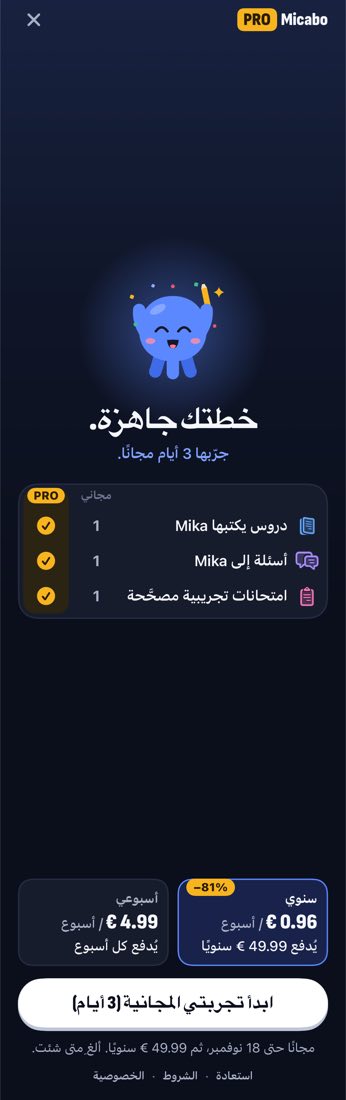 Micabo PRO
خطتك جاهزة.
جرّبها 3 أيام مجانًا.
مجاني PRO
دروس يكتبها Mika 1
أسئلة إلى Mika 1
امتحانات تجريبية مصحَّحة 1
−81%
سنوي
0.96 € / أسبوع
يُدفع 49.99 € سنويًا
أسبوعي
4.99 € / أسبوع
يُدفع كل أسبوع
ابدأ تجربتي المجانية (3 أيام)
مجانًا حتى 18 نوفمبر، ثم 49.99 € سنويًا. ألغِ متى شئت.
استعادة · الشروط · الخصوصية